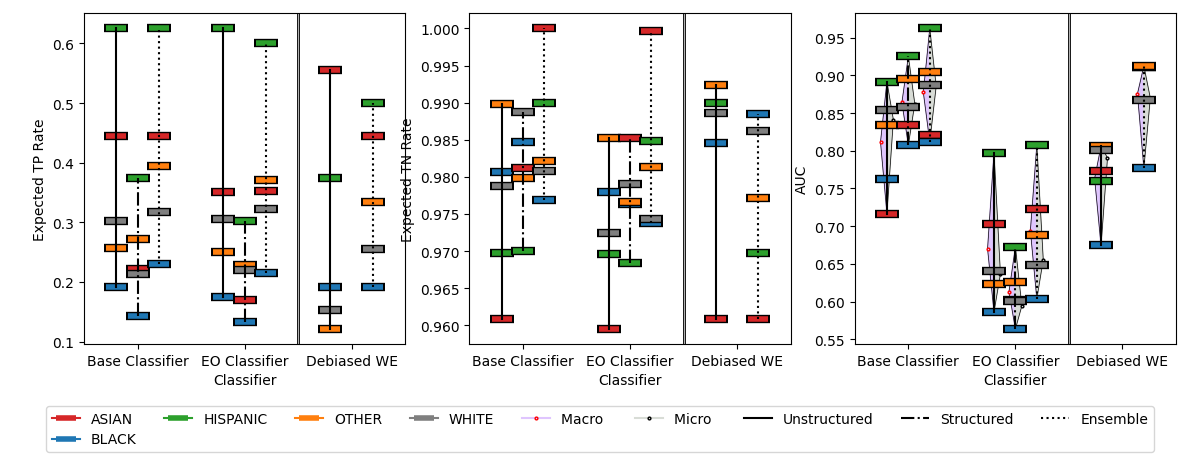 Expected TP Rate
0.6
0.5
0.4
0.3
0.2
0.1
Base Classifier EO Classifier Debiased WE
Classifier
Expected TN Rate
1.000
0.995
0.990
0.985
0.980
0.975
0.970
0.965
0.960
Base Classifier EO Classifier Debiased WE
Classifier
AUC
0.95
0.90
0.85
0.80
0.75
0.70
0.65
0.60
0.55
Base Classifier EO Classifier Debiased WE
Classifier
ASIAN HISPANIC OTHER WHITE Macro Micro Unstructured Structured Ensemble
BLACK